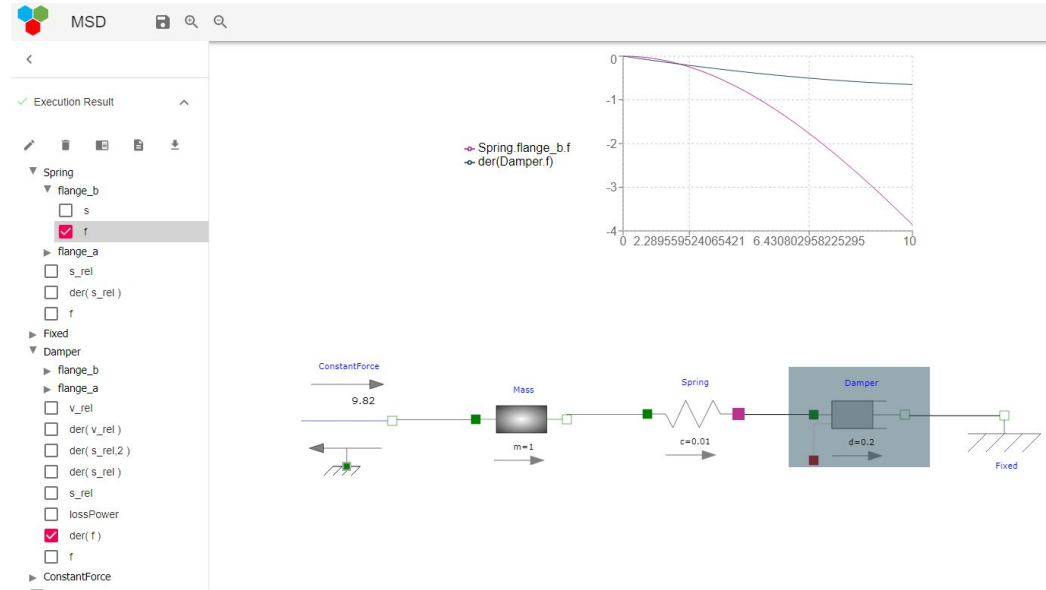 MSD
Execution Result
Spring
flange_b
s
f
flange_a
s_rel
der( s_rel )
f
Fixed
Damper
flange_b
flange_a
v_rel
der( v_rel )
der( s_rel,2 )
der( s_rel )
s_rel
lossPower
der( f )
f
ConstantForce
Spring.flange_b.f
der(Damper.f)
0
-1
-2
-3
-4
0 2.289559524065421 6.430802958225295 10
ConstantForce
9.82
Mass
m=1
Spring
c=0.01
Damper
d=0.2
Fixed